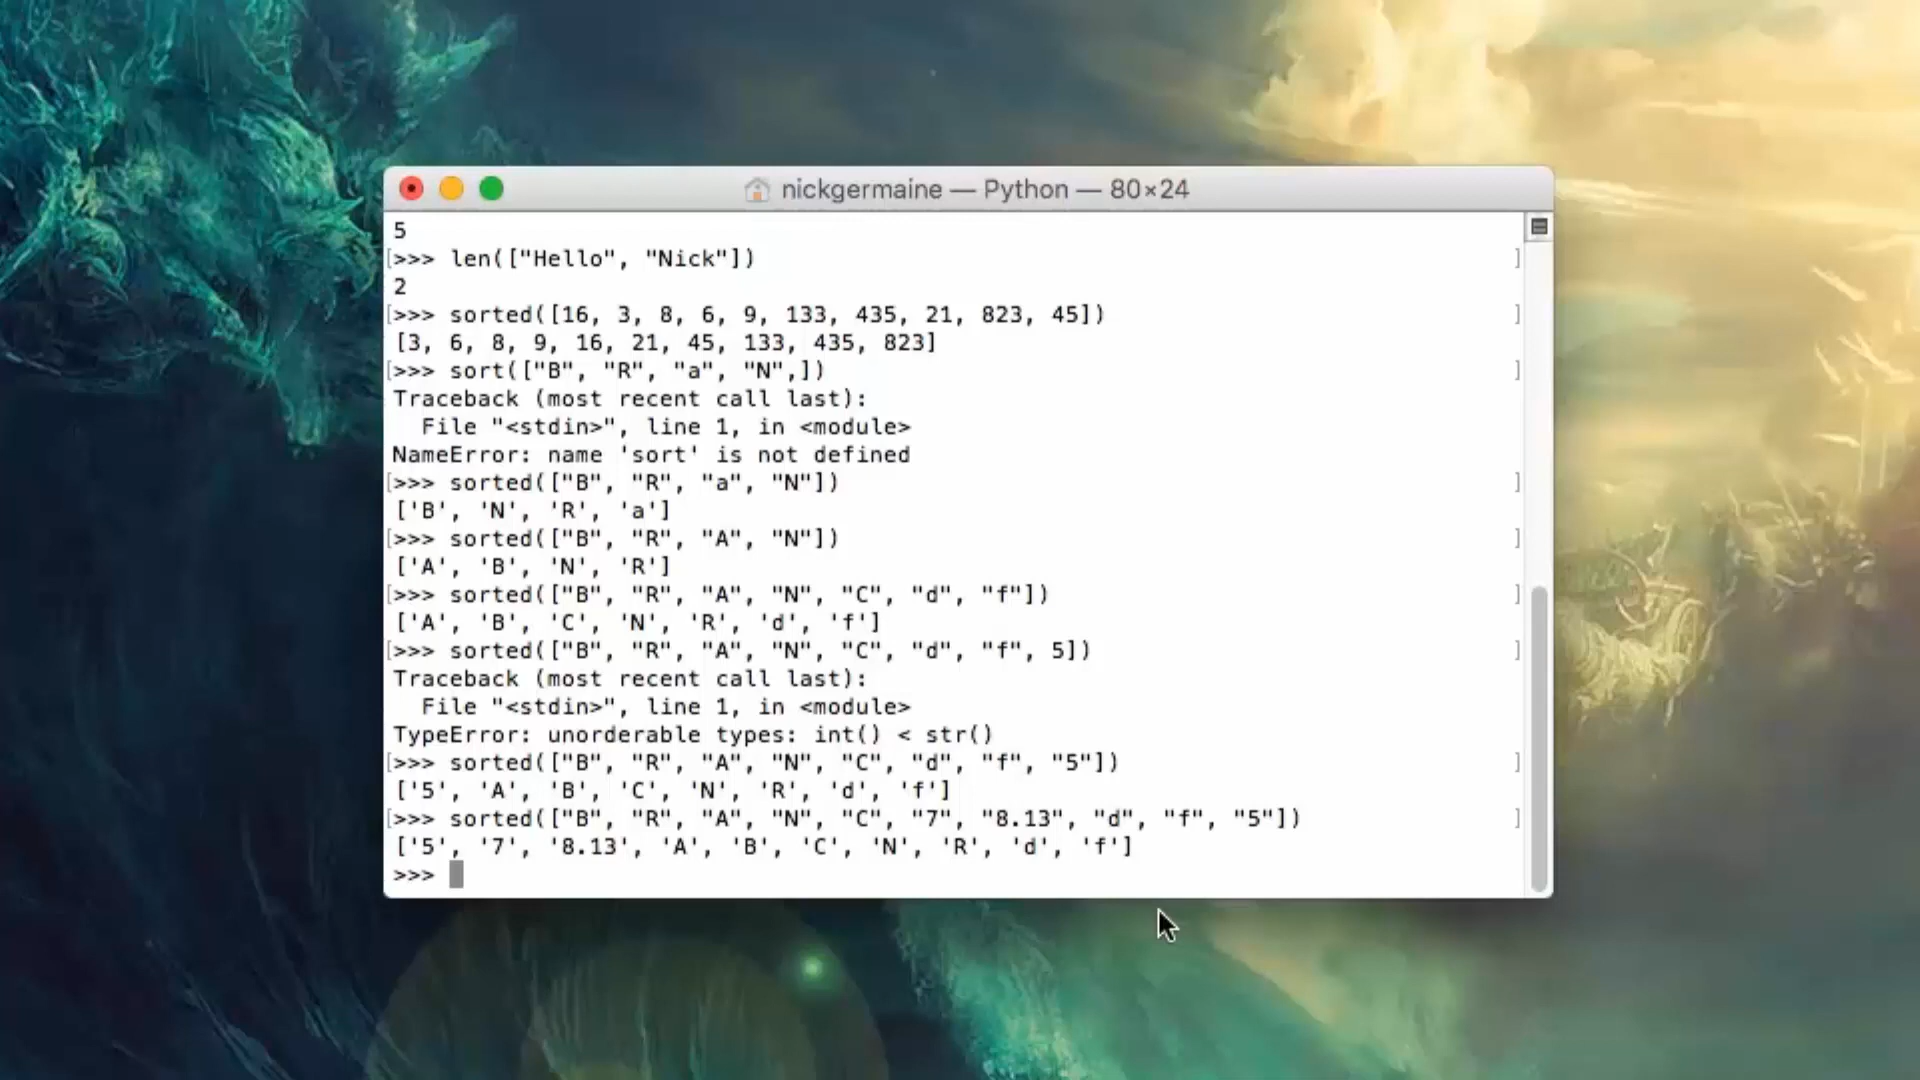 nickgermaine — Python — 80×24
5
>>> len(["Hello", "Nick"])
2
>>> sorted([16, 3, 8, 6, 9, 133, 435, 21, 823, 45])
[3, 6, 8, 9, 16, 21, 45, 133, 435, 823]
>>> sort(["B", "R", "a", "N",])
Traceback (most recent call last):
  File "<stdin>", line 1, in <module>
NameError: name 'sort' is not defined
>>> sorted(["B", "R", "a", "N"])
['B', 'N', 'R', 'a']
>>> sorted(["B", "R", "A", "N"])
['A', 'B', 'N', 'R']
>>> sorted(["B", "R", "A", "N", "C", "d", "f"])
['A', 'B', 'C', 'N', 'R', 'd', 'f']
>>> sorted(["B", "R", "A", "N", "C", "d", "f", 5])
Traceback (most recent call last):
  File "<stdin>", line 1, in <module>
TypeError: unorderable types: int() < str()
>>> sorted(["B", "R", "A", "N", "C", "d", "f", "5"])
['5', 'A', 'B', 'C', 'N', 'R', 'd', 'f']
>>> sorted(["B", "R", "A", "N", "C", "7", "8.13", "d", "f", "5"])
['5', '7', '8.13', 'A', 'B', 'C', 'N', 'R', 'd', 'f']
>>>